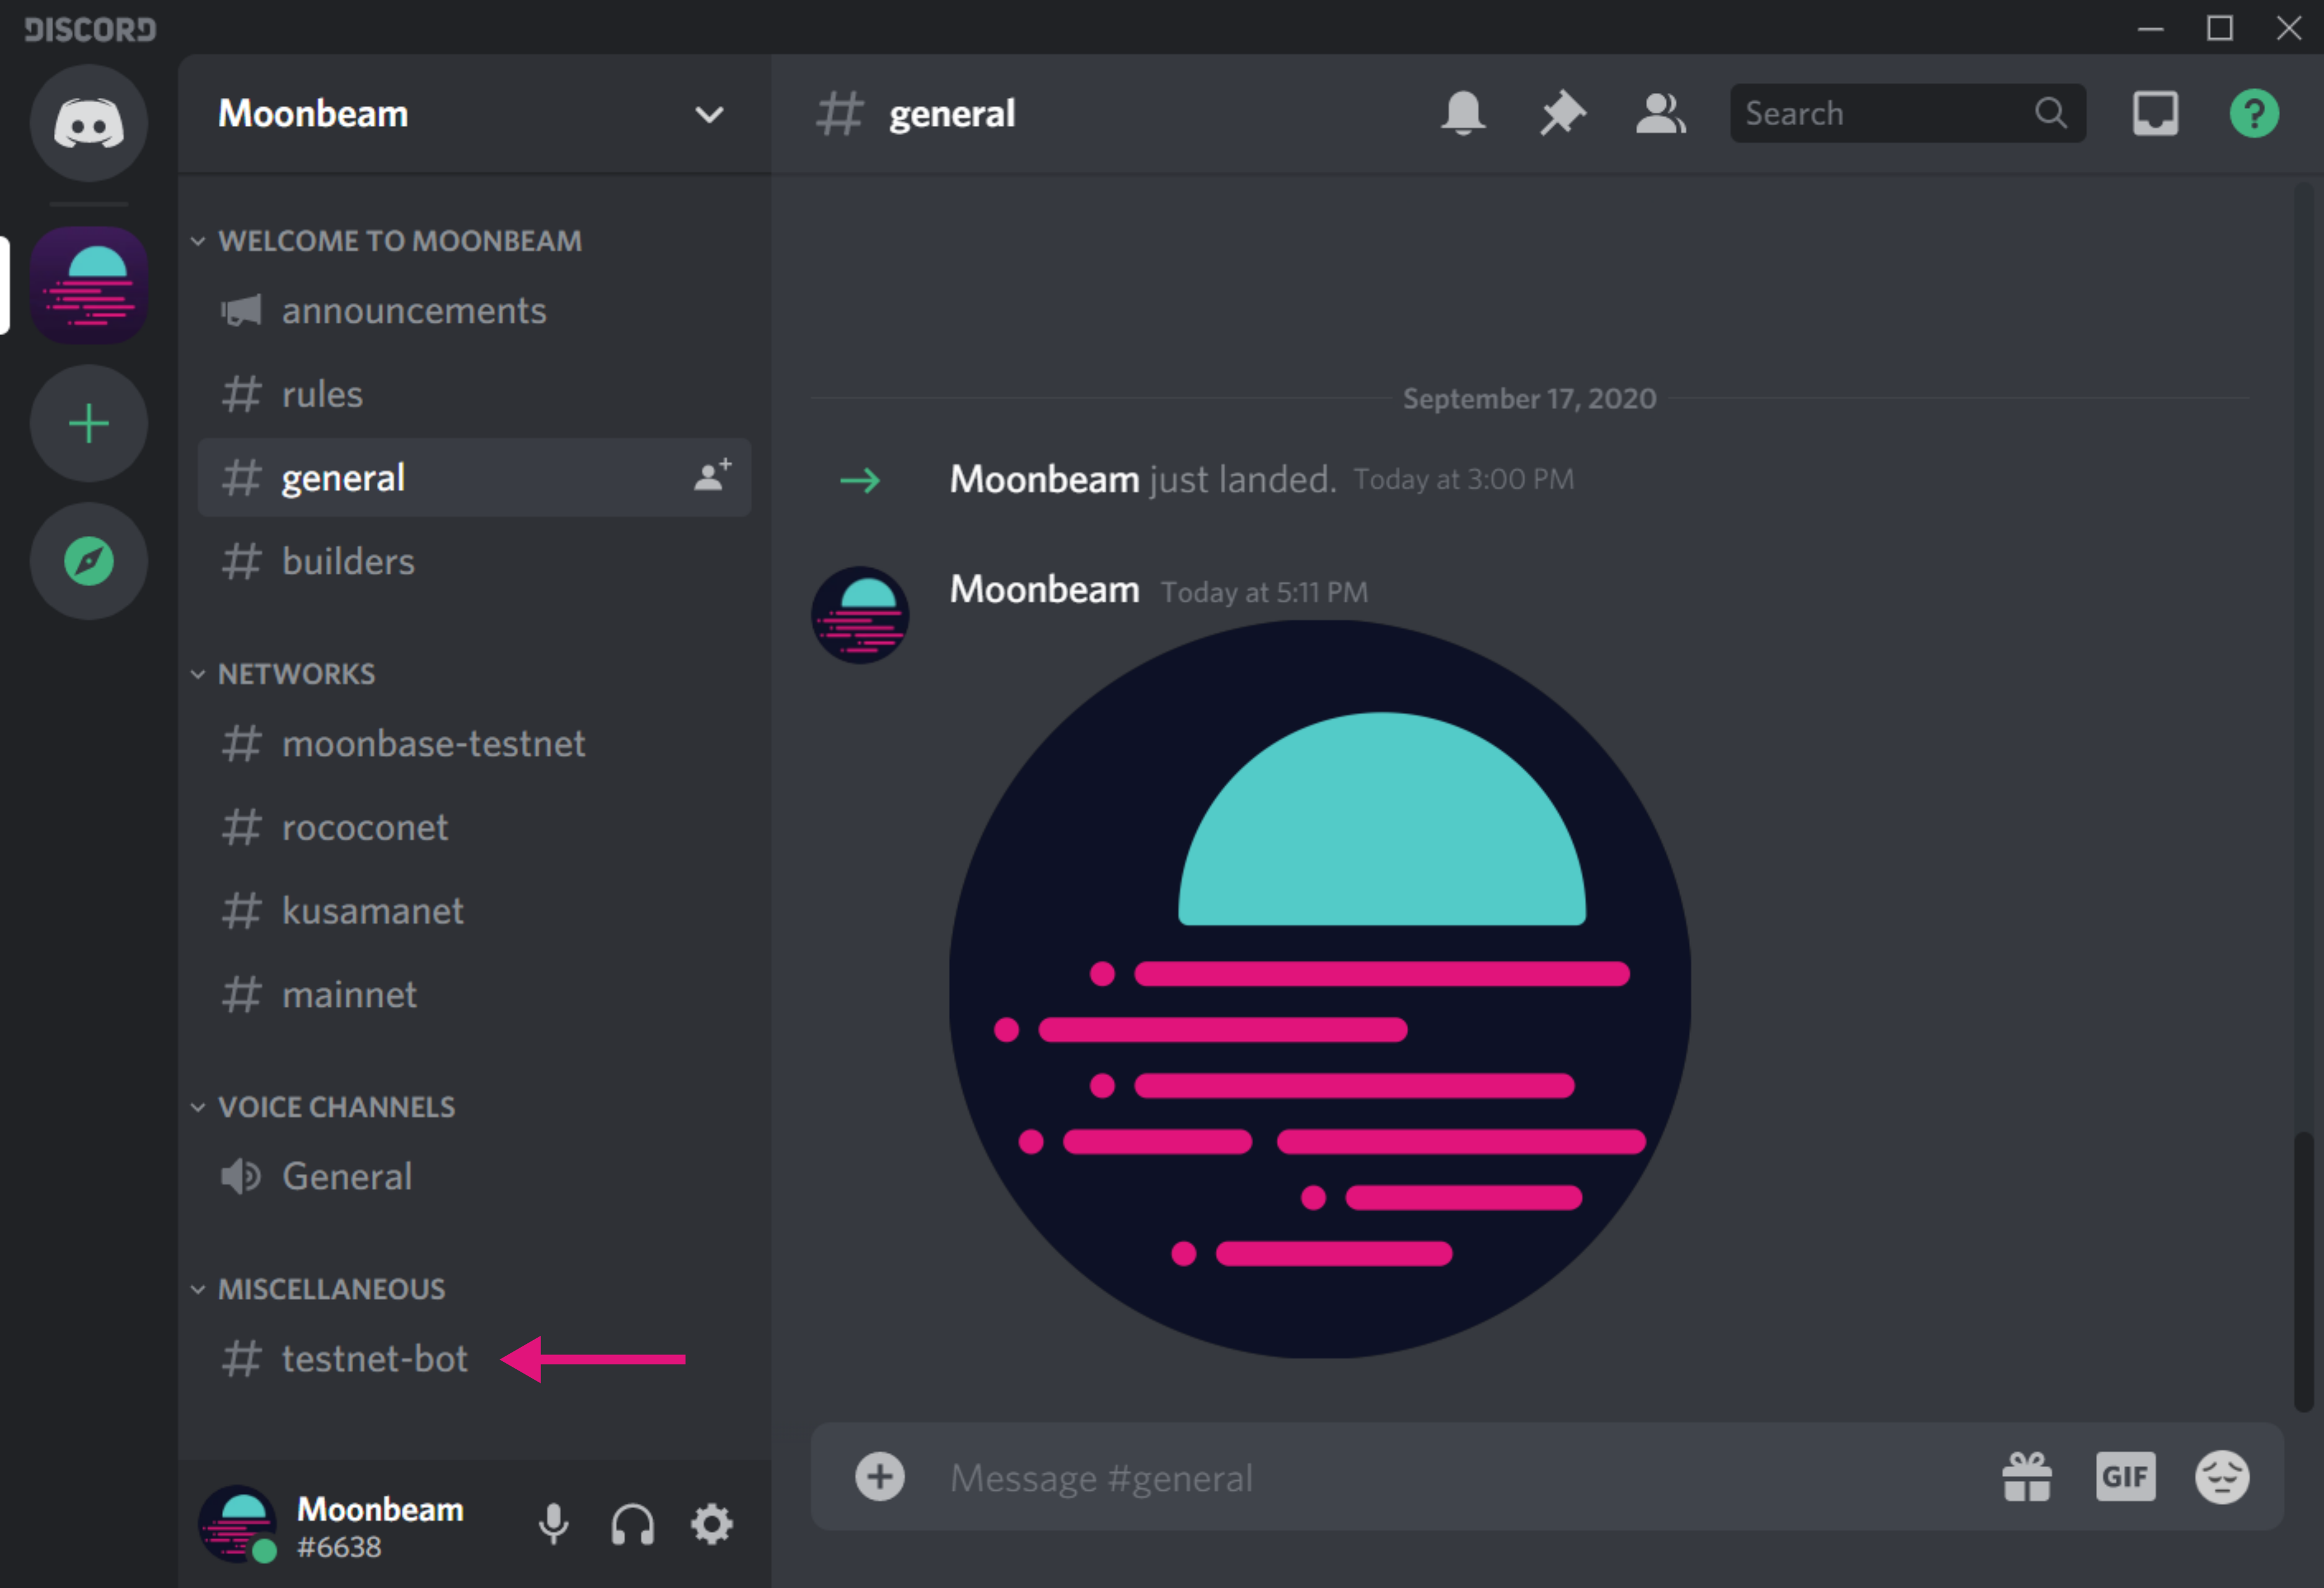 DISCORD
Moonbeam
WELCOME TO MOONBEAM
announcements
# rules
# general
# builders
NETWORKS
# moonbase-testnet
# rococonet
# kusamanet
# mainnet
VOICE CHANNELS
General
MISCELLANEOUS
# testnet-bot
Moonbeam
#6638
# general
Search
September 17, 2020
Moonbeam just landed. Today at 3:00 PM
Moonbeam Today at 5:11 PM
Message #general
GIF